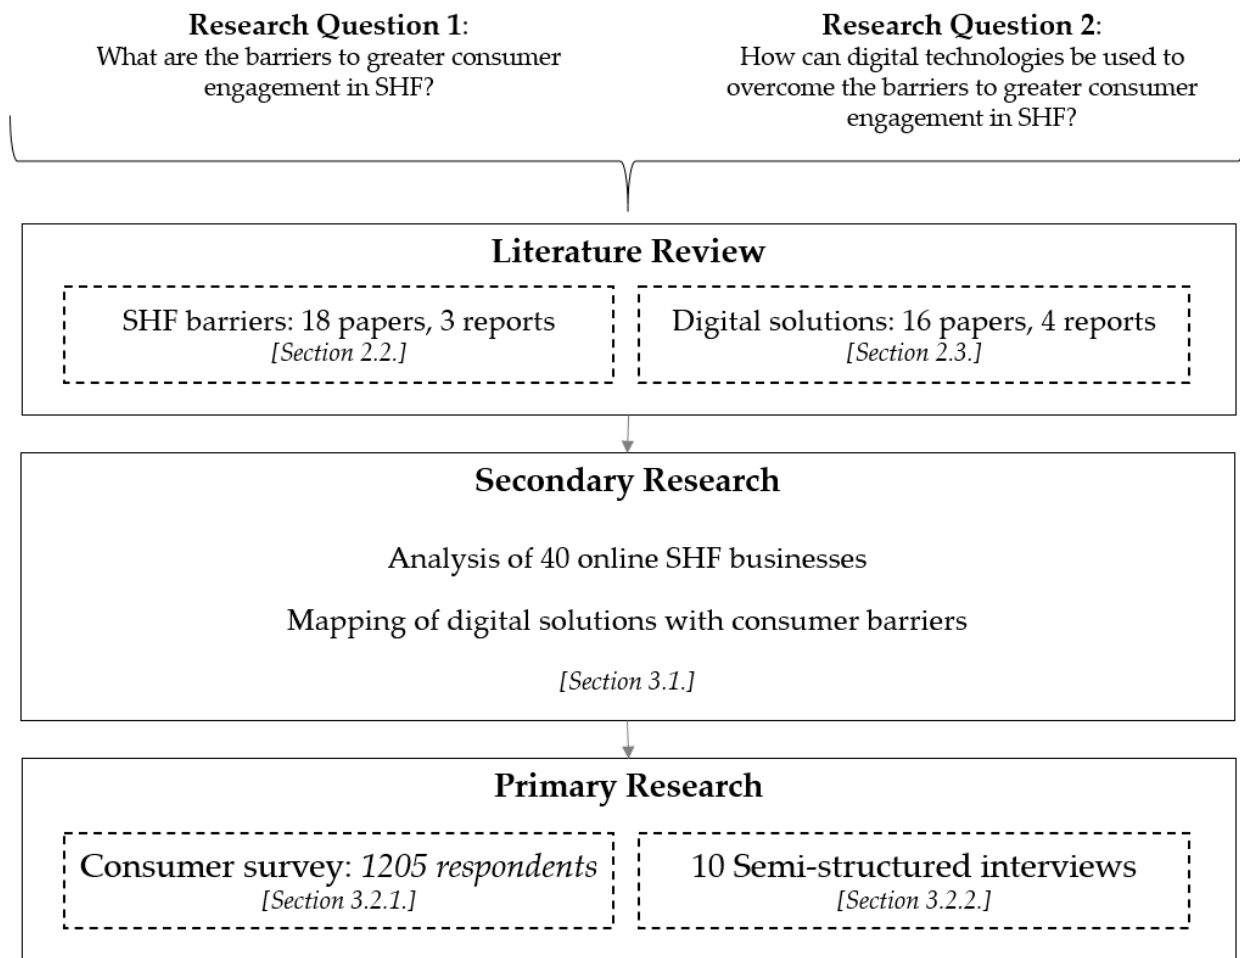 Research Question 1:
What are the barriers to greater consumer
engagement in SHF?
Research Question 2:
How can digital technologies be used to
overcome the barriers to greater consumer
engagement in SHF?
Literature Review
SHF barriers: 18 papers, 3 reports
[Section 2.2.]
Digital solutions: 16 papers, 4 reports
[Section 2.3.]
Secondary Research
Analysis of 40 online SHF businesses
Mapping of digital solutions with consumer barriers
[Section 3.1.]
Primary Research
Consumer survey: 1205 respondents
[Section 3.2.1.]
10 Semi-structured interviews
[Section 3.2.2.]